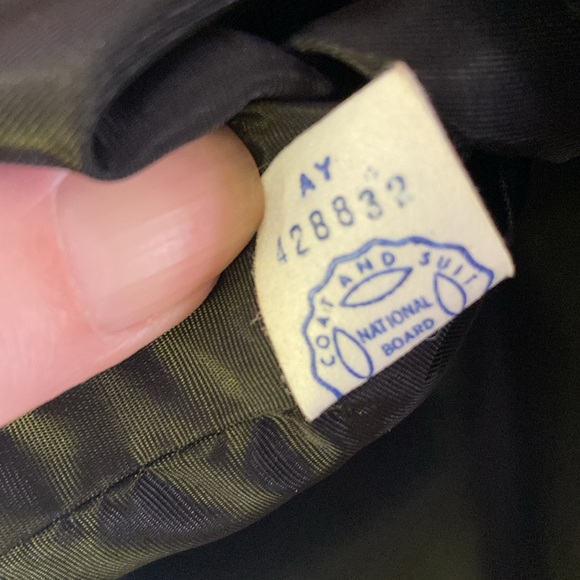 AY
428832
COAT AND SUIT
NATIONAL
BOARD